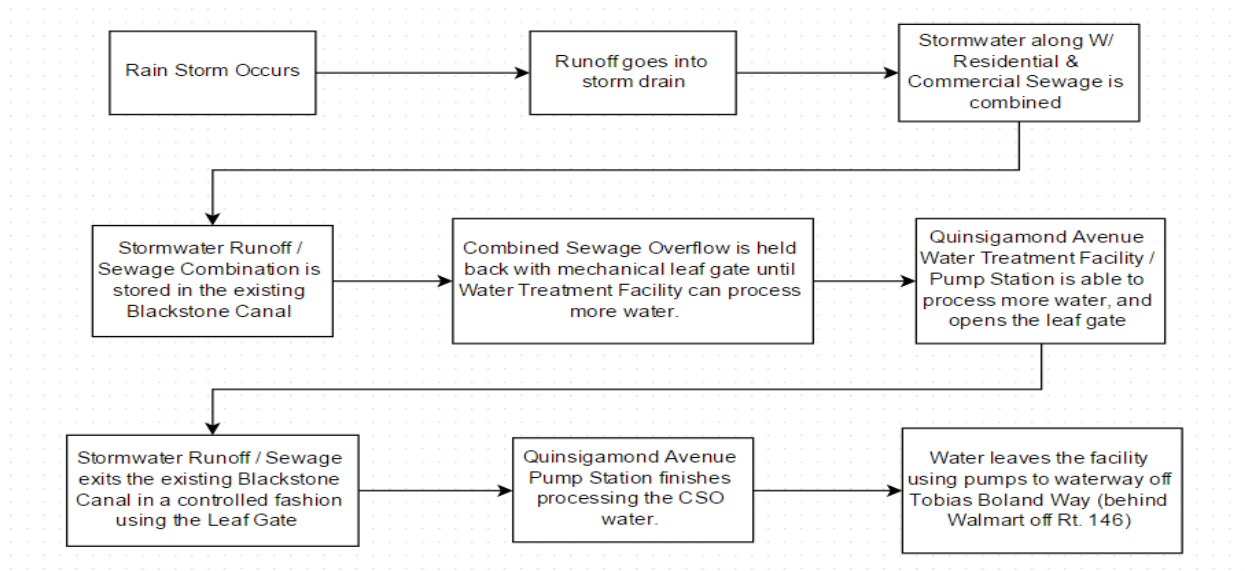 Rain Storm Occurs
Runoff goes into
storm drain
Stormwater along W/
Residential &
Commercial Sewage is
combined
Stormwater Runoff /
Sewage Combination is
stored in the existing
Blackstone Canal
Combined Sewage Overflow is held
back with mechanical leaf gate until
Water Treatment Facility can process
more water.
Quinsigamond Avenue
Water Treatment Facility /
Pump Station is able to
process more water, and
opens the leaf gate
Stormwater Runoff / Sewage
exits the existing Blackstone
Canal in a controlled fashion
using the Leaf Gate
Quinsigamond Avenue
Pump Station finishes
processing the CSO
water.
Water leaves the facility
using pumps to waterway off
Tobias Boland Way (behind
Walmart off Rt. 146)